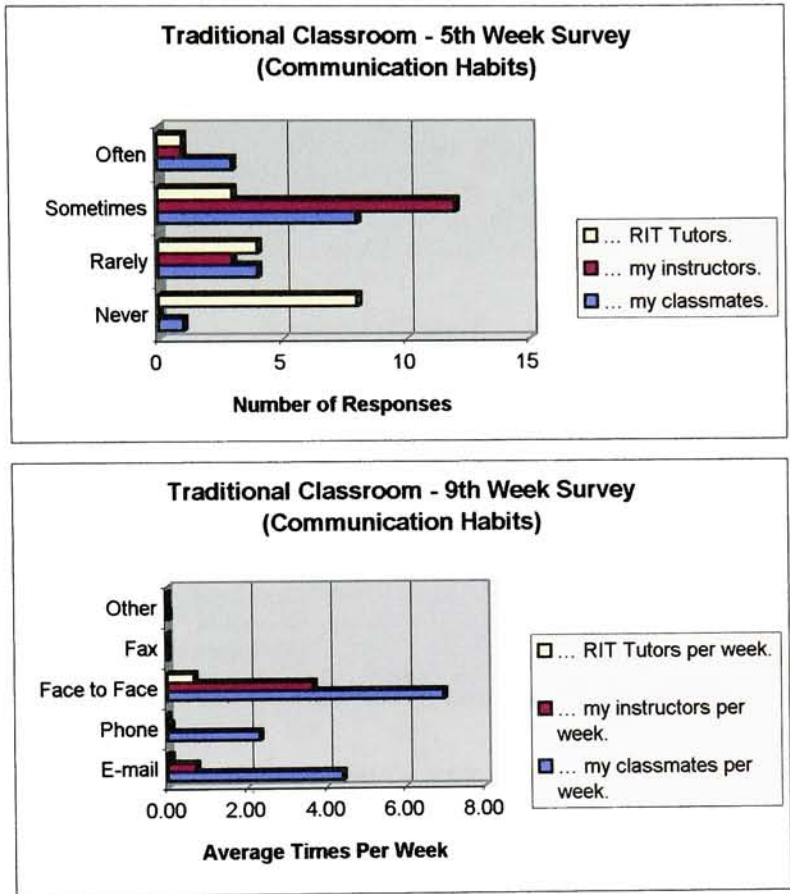 Traditional Classroom - 5th Week Survey
(Communication Habits)
Often
Sometimes
Rarely
Never
0
5
10
15
Number of Responses
... RIT Tutors.
... my instructors.
... my classmates.
Traditional Classroom - 9th Week Survey
(Communication Habits)
Other
Fax
Face to Face
Phone
E-mail
0.00
2.00
4.00
6.00
8.00
Average Times Per Week
... RIT Tutors per week.
... my instructors per
week.
... my classmates per
week.